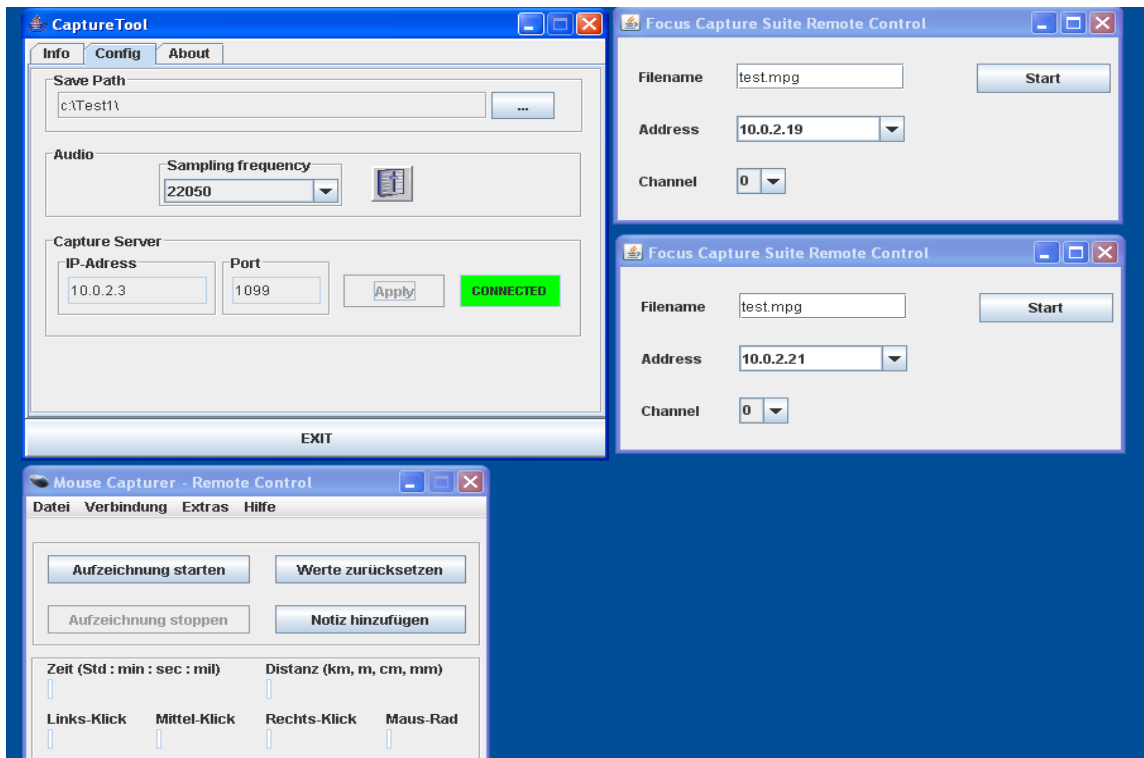 CaptureTool
Info Config About
Save Path
c:\Test1\ ...
Audio
Sampling frequency
22050
Capture Server
IP-Adress Port
10.0.2.3 1099 Apply CONNECTED
EXIT
Focus Capture Suite Remote Control
Filename test.mpg Start
Address 10.0.2.19
Channel 0
Focus Capture Suite Remote Control
Filename test.mpg Start
Address 10.0.2.21
Channel 0
Mouse Capturer - Remote Control
Datei Verbindung Extras Hilfe
Aufzeichnung starten Werte zurücksetzen
Aufzeichnung stoppen Notiz hinzufügen
Zeit (Std : min : sec : mil) Distanz (km, m, cm, mm)
Links-Klick Mittel-Klick Rechts-Klick Maus-Rad